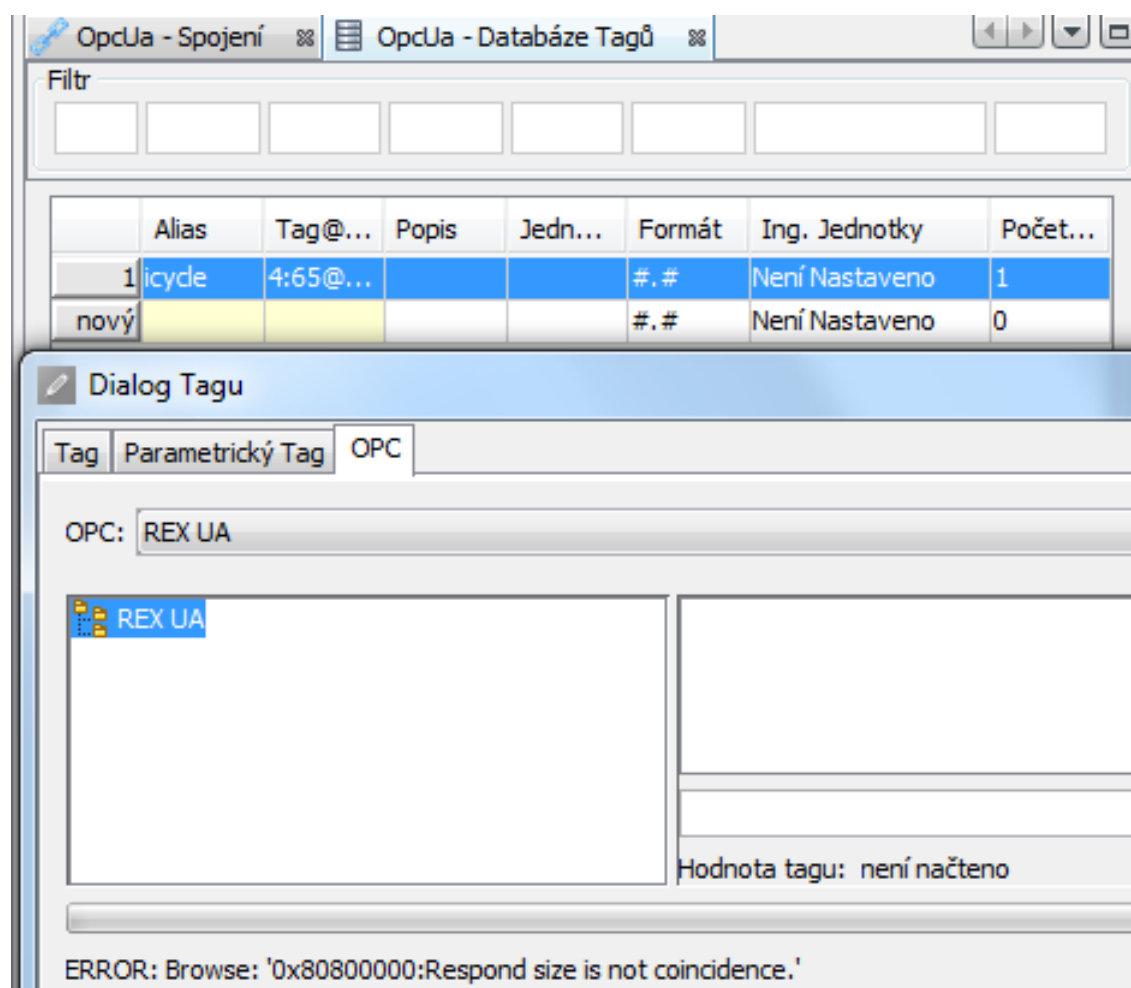 OpcUa - Spojení OpcUa - Databáze Tagů
Filtr
Alias Tag@... Popis Jedn... Formát Ing. Jednotky Počet...
1 icycle 4:65@... #.# Není Nastaveno 1
nový #.# Není Nastaveno 0
Dialog Tagu
Tag Parametrický Tag OPC
OPC: REX UA
REX UA
Hodnota tagu: není načteno
ERROR: Browse: '0x80800000:Respond size is not coincidence.'